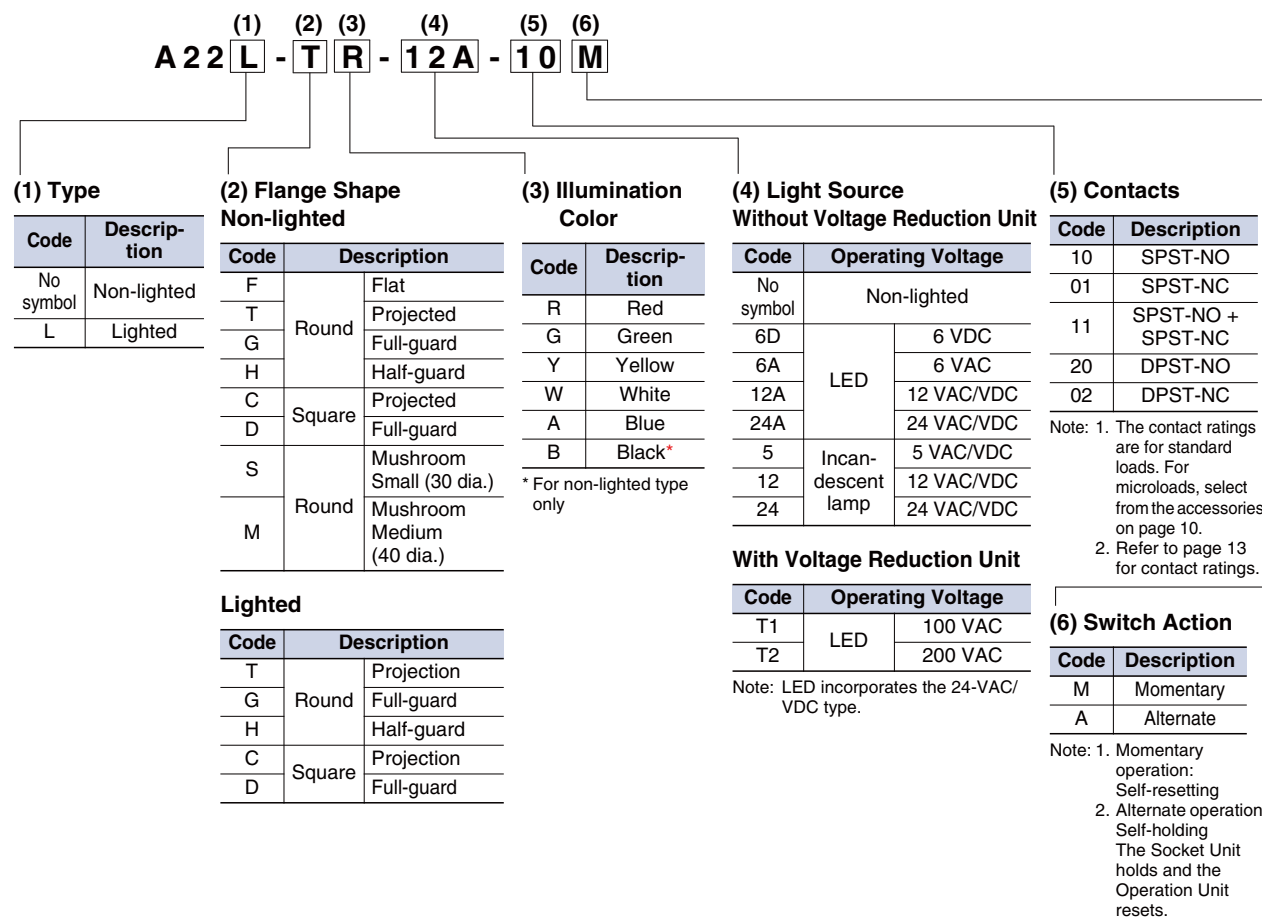 (1) (2) (3) (4) (5) (6)
A22L - TR - 12A - 10 M
(1) Type
Code Descrip-
tion
No
symbol Non-lighted
L Lighted
(2) Flange Shape
Non-lighted
Code Description
F Round Flat
T Projected
G Full-guard
H Half-guard
C Square Projected
D Full-guard
S Round Mushroom
Small (30 dia.)
M Mushroom
Medium
(40 dia.)
Lighted
Code Description
T Round Projection
G Full-guard
H Half-guard
C Square Projection
D Full-guard
(3) Illumination
Color
Code Descrip-
tion
R Red
G Green
Y Yellow
W White
A Blue
B Black*
* For non-lighted type
only
(4) Light Source
Without Voltage Reduction Unit
Code Operating Voltage
No
symbol Non-lighted
6D LED 6 VDC
6A 6 VAC
12A 12 VAC/VDC
24A 24 VAC/VDC
5 Incan-
descent
lamp 5 VAC/VDC
12 12 VAC/VDC
24 24 VAC/VDC
With Voltage Reduction Unit
Code Operating Voltage
T1 LED 100 VAC
T2 200 VAC
Note: LED incorporates the 24-VAC/
VDC type.
(5) Contacts
Code Description
10 SPST-NO
01 SPST-NC
11 SPST-NO +
SPST-NC
20 DPST-NO
02 DPST-NC
Note: 1. The contact ratings
are for standard
loads. For
microloads, select
from the accessories
on page 10.
2. Refer to page 13
for contact ratings.
(6) Switch Action
Code Description
M Momentary
A Alternate
Note: 1. Momentary
operation:
Self-resetting
2. Alternate operation
Self-holding
The Socket Unit
holds and the
Operation Unit
resets.